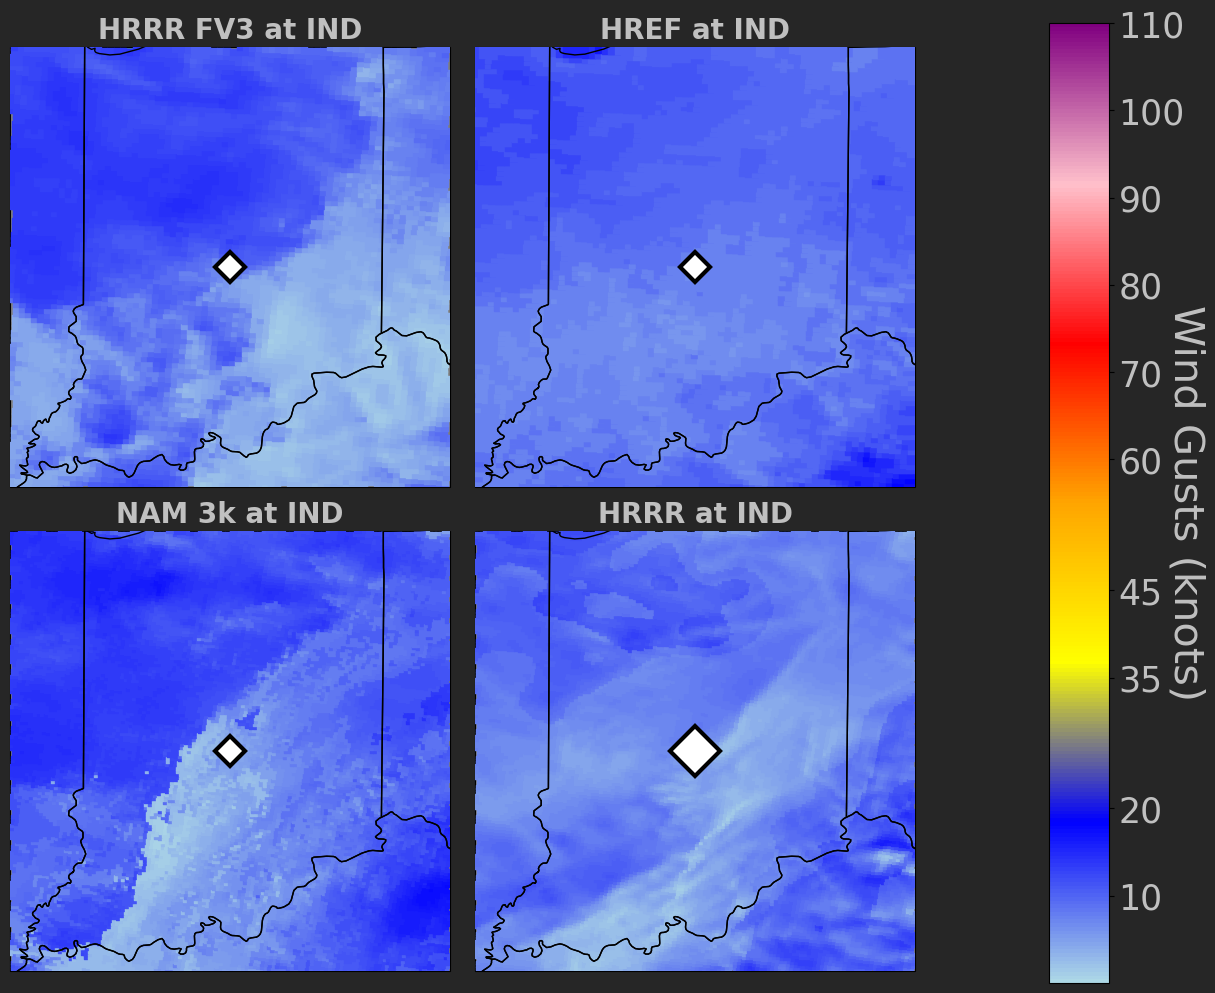 HRRR FV3 at IND
HREF at IND
NAM 3k at IND
HRRR at IND
110
100
90
80
70
60
45
35
20
10
Wind Gusts (knots)